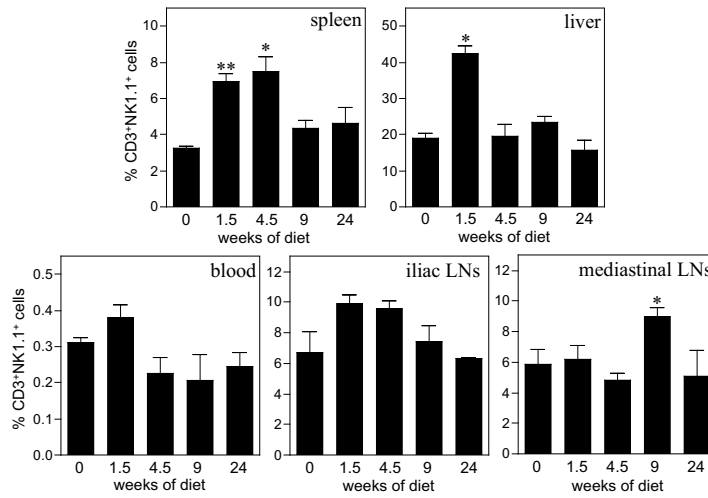 spleen
liver
% CD3⁺NK1.1⁺ cells
10
8
6
4
2
0
**
*
0 1.5 4.5 9 24
weeks of diet
50
40
30
20
10
0
*
0 1.5 4.5 9 24
weeks of diet
blood
iliac LNs
mediastinal LNs
% CD3⁺NK1.1⁺ cells
0.5
0.4
0.3
0.2
0.1
0.0
0 1.5 4.5 9 24
weeks of diet
12
10
8
6
4
2
0
0 1.5 4.5 9 24
weeks of diet
12
10
8
6
4
2
0
*
0 1.5 4.5 9 24
weeks of diet